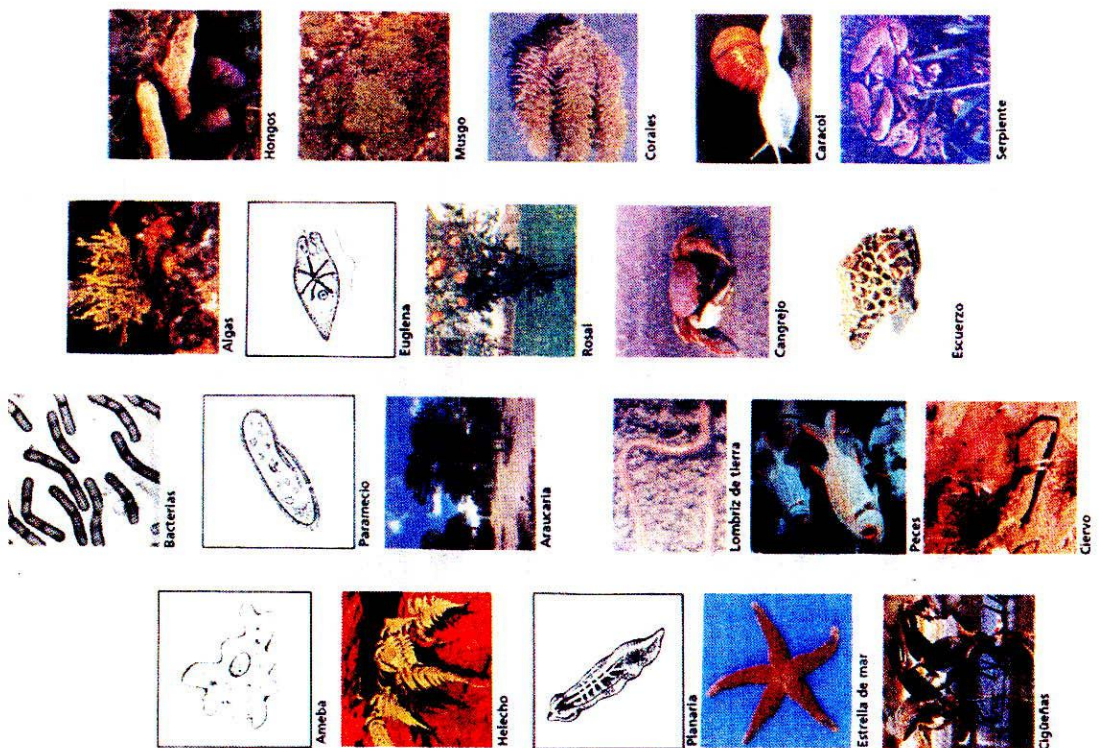 Ameba
Bacterias
Algas
Hongos
Helecho
Paramecio
Euglena
Musgo
Planaria
Araucaria
Rosal
Corales
Estrella de mar
Lombriz de tierra
Cangrejo
Caracol
Cigüeñas
Peces
Escuerzo
Serpiente
Ciervo